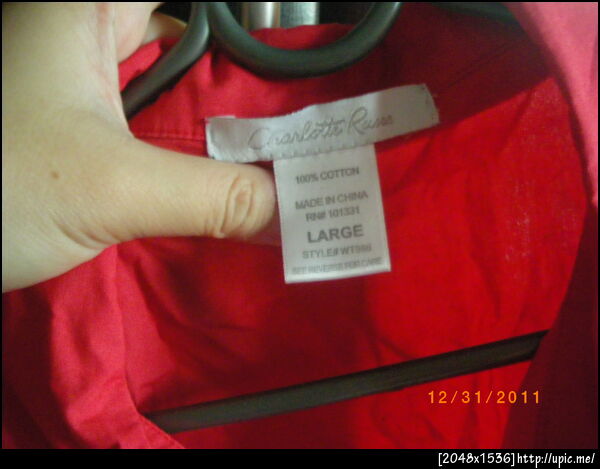 Charlotte Russe
100% COTTON
MADE IN CHINA
RN# 101331
LARGE
STYLE# WT986
SEE REVERSE FOR CARE
12/31/2011
[2048x1536]http://upic.me/